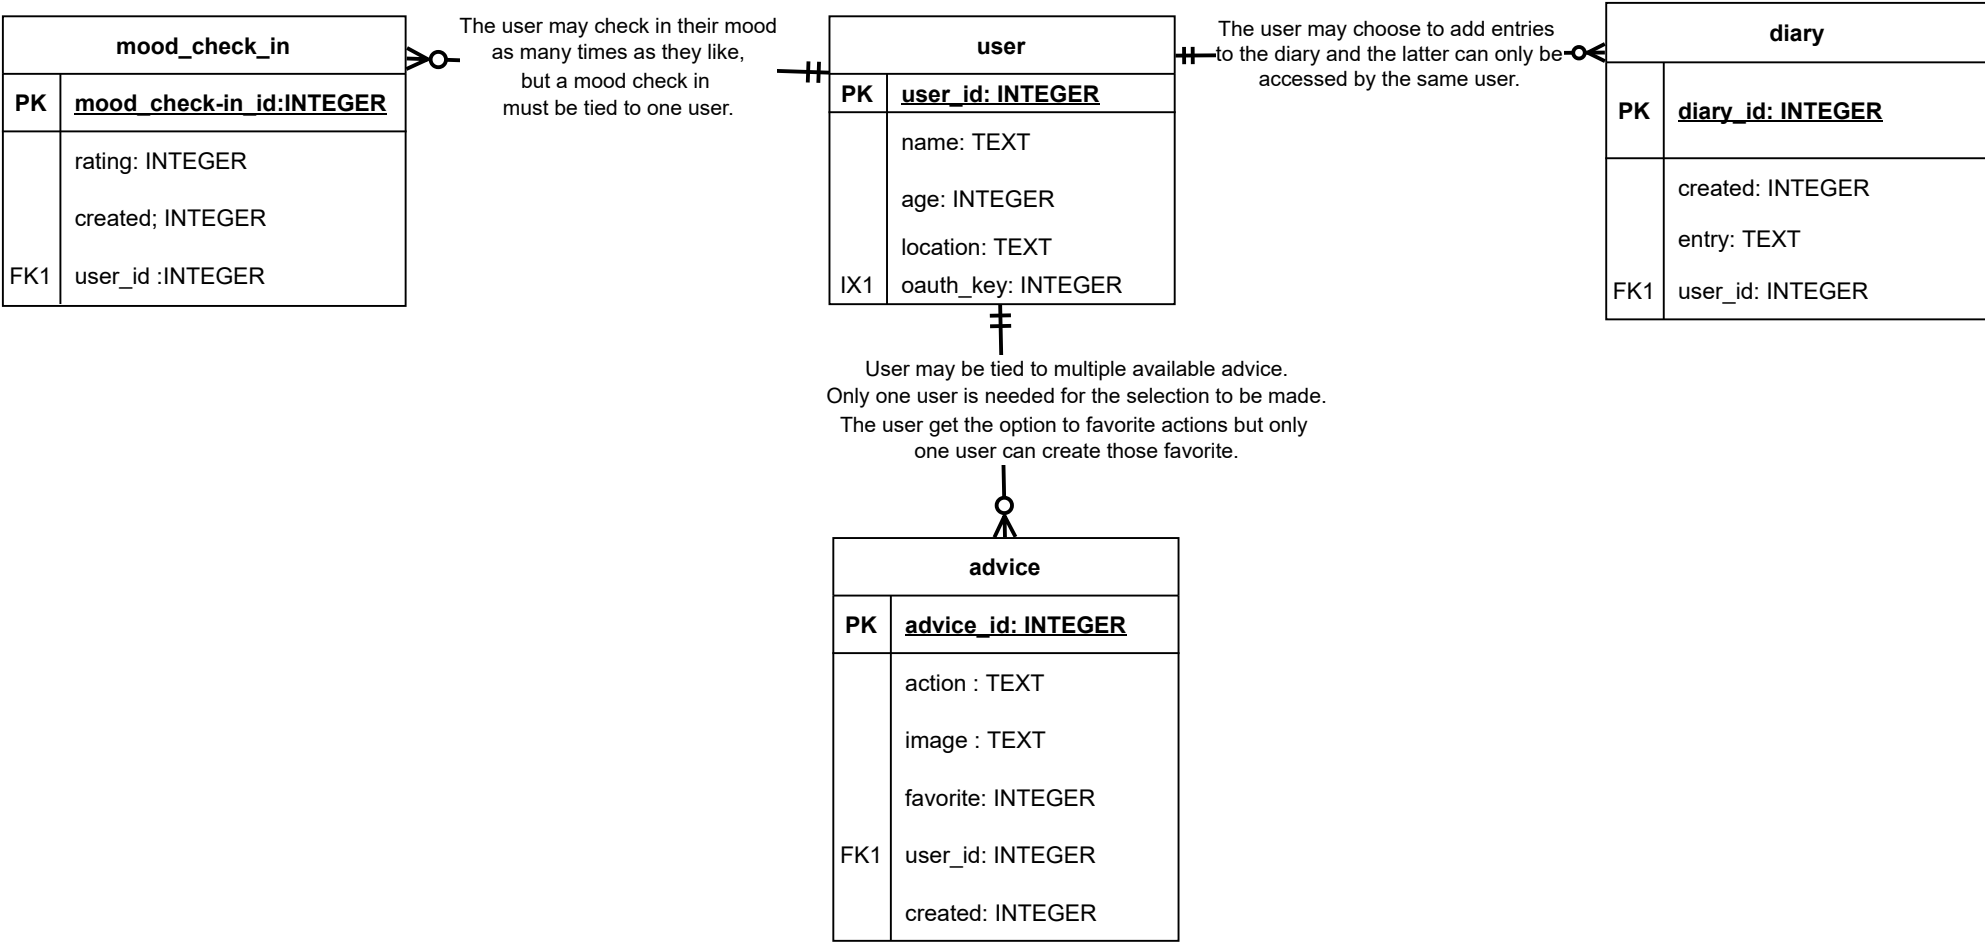 mood_check_in
PK mood_check-in_id:INTEGER
rating: INTEGER
created; INTEGER
FK1 user_id :INTEGER
The user may check in their mood
as many times as they like,
but a mood check in
must be tied to one user.
user
PK user_id: INTEGER
name: TEXT
age: INTEGER
location: TEXT
IX1 oauth_key: INTEGER
The user may choose to add entries
to the diary and the latter can only be
accessed by the same user.
diary
PK diary_id: INTEGER
created: INTEGER
entry: TEXT
FK1 user_id: INTEGER
User may be tied to multiple available advice.
Only one user is needed for the selection to be made.
The user get the option to favorite actions but only
one user can create those favorite.
advice
PK advice_id: INTEGER
action : TEXT
image : TEXT
favorite: INTEGER
FK1 user_id: INTEGER
created: INTEGER